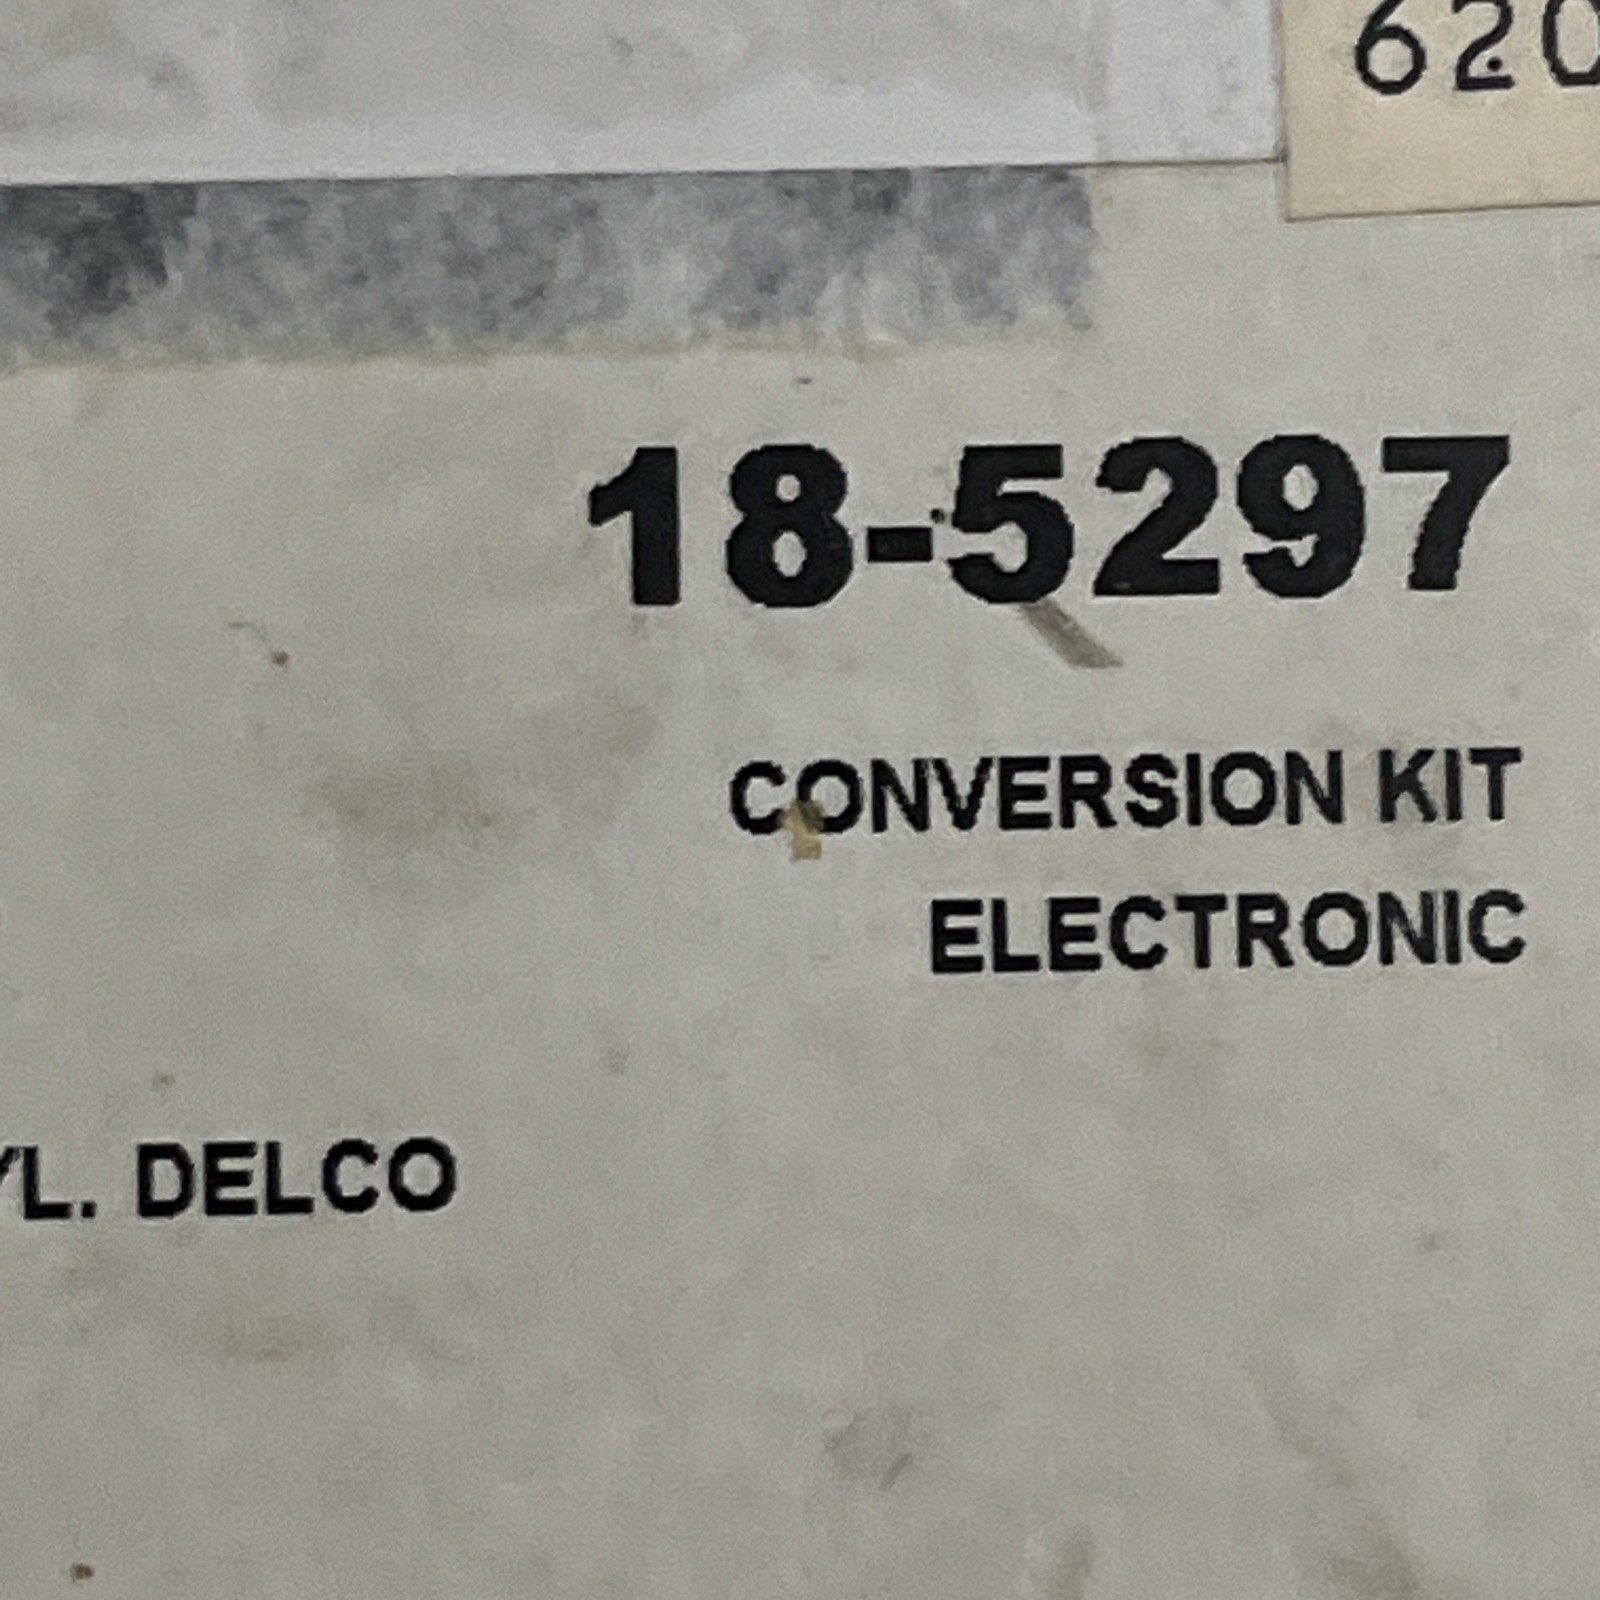 620
18-5297
CONVERSION KIT
ELECTRONIC
YL. DELCO